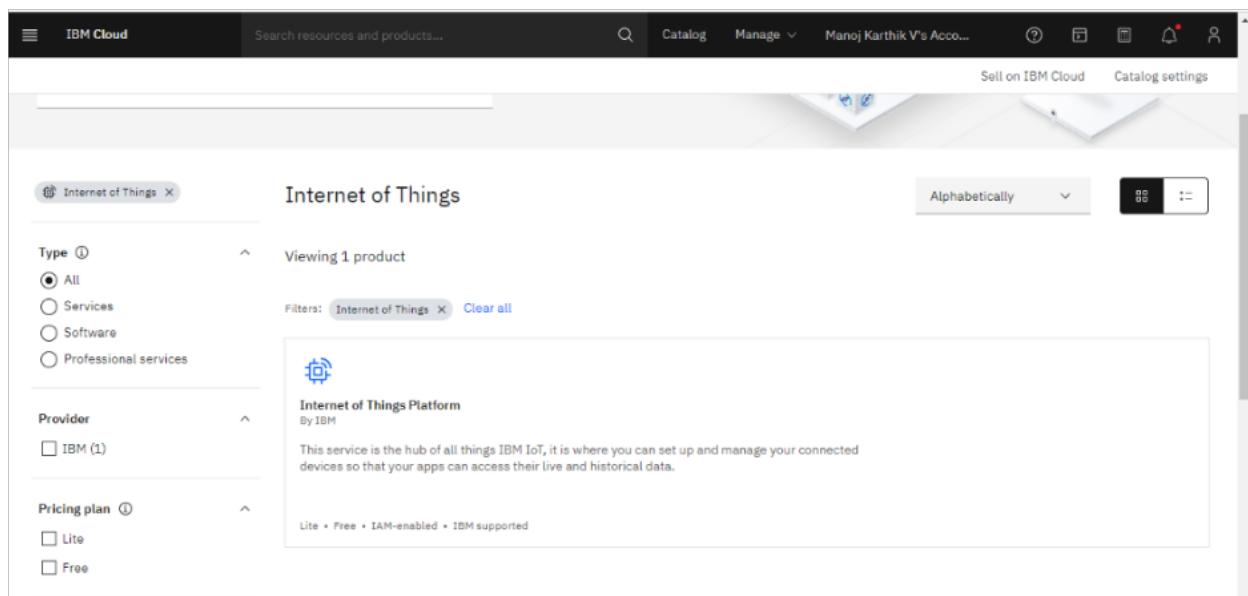 IBM Cloud
Search resources and products...
Catalog
Manage
Manoj Karthik V's Acco...
Sell on IBM Cloud
Catalog settings
Internet of Things
Type
All
Services
Software
Professional services
Provider
IBM (1)
Pricing plan
Lite
Free
Internet of Things
Alphabetically
Viewing 1 product
Filters:
Internet of Things
Clear all
Internet of Things Platform
By IBM
This service is the hub of all things IBM IoT, it is where you can set up and manage your connected
devices so that your apps can access their live and historical data.
Lite • Free • IAM-enabled • IBM supported